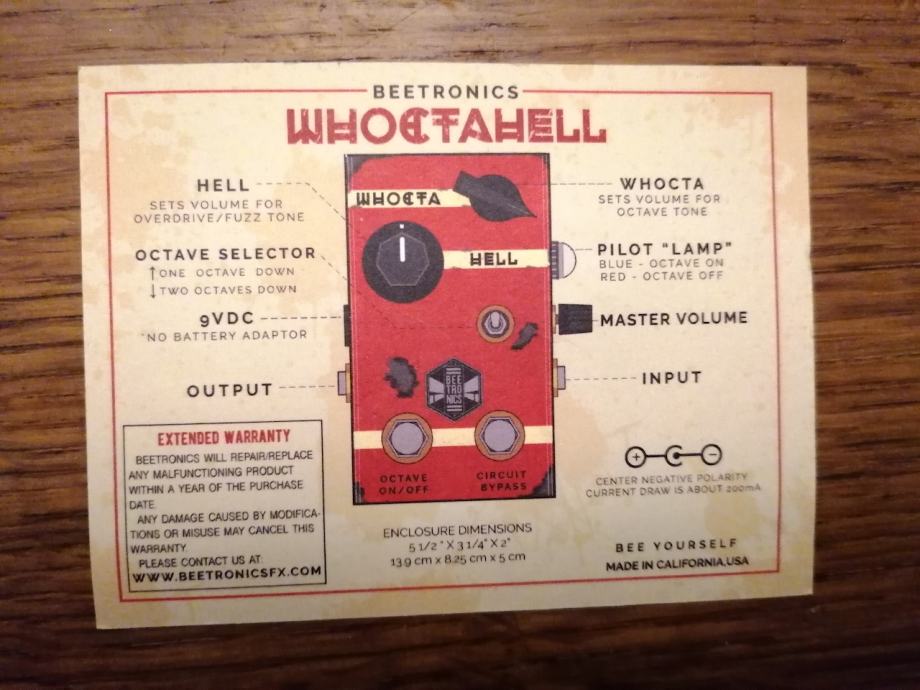 BEETRONICS
WHOCTAHELL
HELL
SETS VOLUME FOR
OVERDRIVE/FUZZ TONE
OCTAVE SELECTOR
↑ONE OCTAVE DOWN
↓TWO OCTAVES DOWN
9VDC
NO BATTERY ADAPTOR
OUTPUT
WHOCTA
HELL
BEE
TRO
NICS
OCTAVE
ON/OFF
CIRCUIT
BYPASS
WHOCTA
SETS VOLUME FOR
OCTAVE TONE
PILOT "LAMP"
BLUE - OCTAVE ON
RED - OCTAVE OFF
MASTER VOLUME
INPUT
+ -
CENTER NEGATIVE POLARITY
CURRENT DRAW IS ABOUT 200mA
EXTENDED WARRANTY
BEETRONICS WILL REPAIR/REPLACE
ANY MALFUNCTIONING PRODUCT
WITHIN A YEAR OF THE PURCHASE
DATE.
ANY DAMAGE CAUSED BY MODIFICA-
TIONS OR MISUSE MAY CANCEL THIS
WARRANTY.
PLEASE CONTACT US AT:
WWW.BEETRONICSFX.COM
ENCLOSURE DIMENSIONS
5 1/2 " X 3 1/4" X 2"
13.9 cm x 8.25 cm x 5 cm
BEE YOURSELF
MADE IN CALIFORNIA,USA